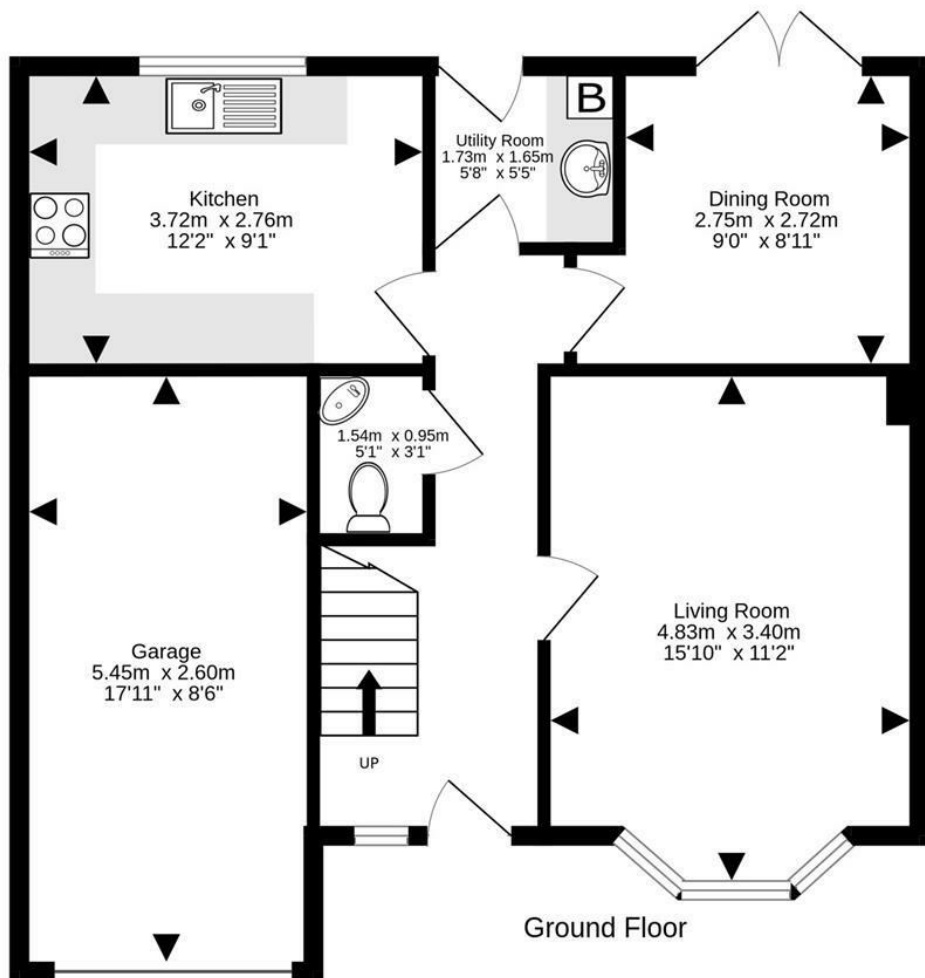 B
Utility Room
1.73m x 1.65m
5'8" x 5'5"
Kitchen
3.72m x 2.76m
12'2" x 9'1"
Dining Room
2.75m x 2.72m
9'0" x 8'11"
1.54m x 0.95m
5'1" x 3'1"
Living Room
4.83m x 3.40m
15'10" x 11'2"
Garage
5.45m x 2.60m
17'11" x 8'6"
UP
Ground Floor